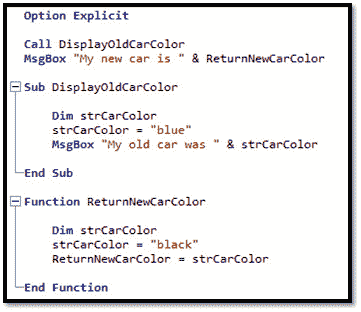 Option Explicit
Call DisplayOldCarColor
MsgBox "My new car is " & ReturnNewCarColor
Sub DisplayOldCarColor
Dim strCarColor
strCarColor = "blue"
MsgBox "My old car was " & strCarColor
End Sub
Function ReturnNewCarColor
Dim strCarColor
strCarColor = "black"
ReturnNewCarColor = strCarColor
End Function